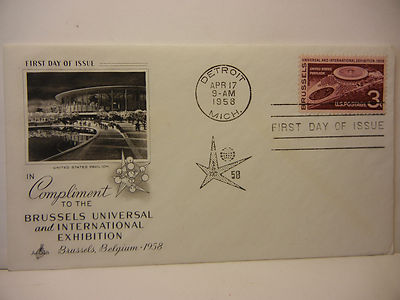 FIRST DAY OF ISSUE
UNITED STATES PAVILION
IN
Compliment
TO THE
BRUSSELS UNIVERSAL
and INTERNATIONAL
EXHIBITION
Brussels, Belgium · 1958
ArtCraft
DETROIT
APR 17
9-AM
1958
MICH.
58
UNIVERSAL AND INTERNATIONAL EXHIBITION 1958
BRUSSELS
UNITED STATES
PAVILION
U.S. POSTAGE
3¢
FIRST DAY OF ISSUE